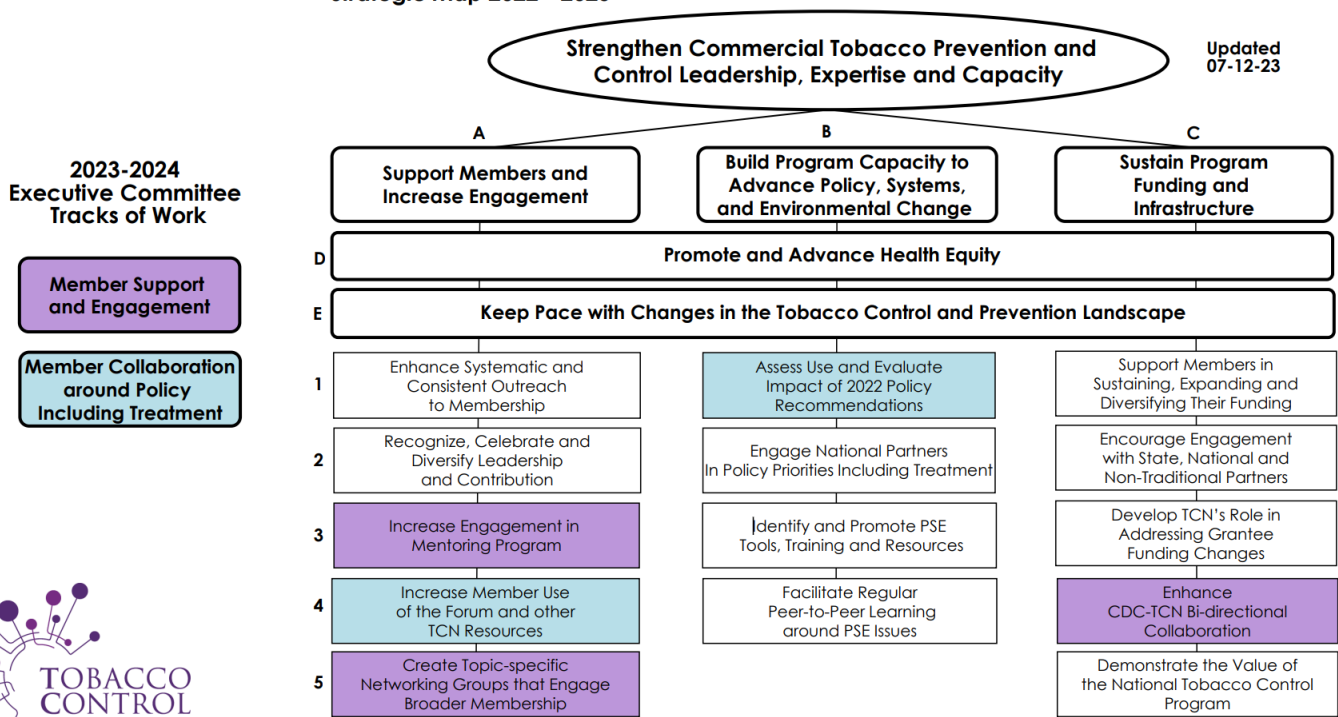 Strategic Map 2022
Strengthen Commercial Tobacco Prevention and
Control Leadership, Expertise and Capacity
Updated
07-12-23
2023-2024
Executive Committee
Tracks of Work
Member Support
and Engagement
Member Collaboration
around Policy
Including Treatment
A
B
C
Support Members and
Increase Engagement
Build Program Capacity to
Advance Policy, Systems,
and Environmental Change
Sustain Program
Funding and
Infrastructure
D
Promote and Advance Health Equity
E
Keep Pace with Changes in the Tobacco Control and Prevention Landscape
1
Enhance Systematic and
Consistent Outreach
to Membership
Assess Use and Evaluate
Impact of 2022 Policy
Recommendations
Support Members in
Sustaining, Expanding and
Diversifying Their Funding
2
Recognize, Celebrate and
Diversify Leadership
and Contribution
Engage National Partners
In Policy Priorities Including Treatment
Encourage Engagement
with State, National and
Non-Traditional Partners
3
Increase Engagement in
Mentoring Program
Identify and Promote PSE
Tools, Training and Resources
Develop TCN's Role in
Addressing Grantee
Funding Changes
4
Increase Member Use
of the Forum and other
TCN Resources
Facilitate Regular
Peer-to-Peer Learning
around PSE Issues
Enhance
CDC-TCN Bi-directional
Collaboration
5
Create Topic-specific
Networking Groups that Engage
Broader Membership
Demonstrate the Value of
the National Tobacco Control
Program
TOBACCO
CONTROL